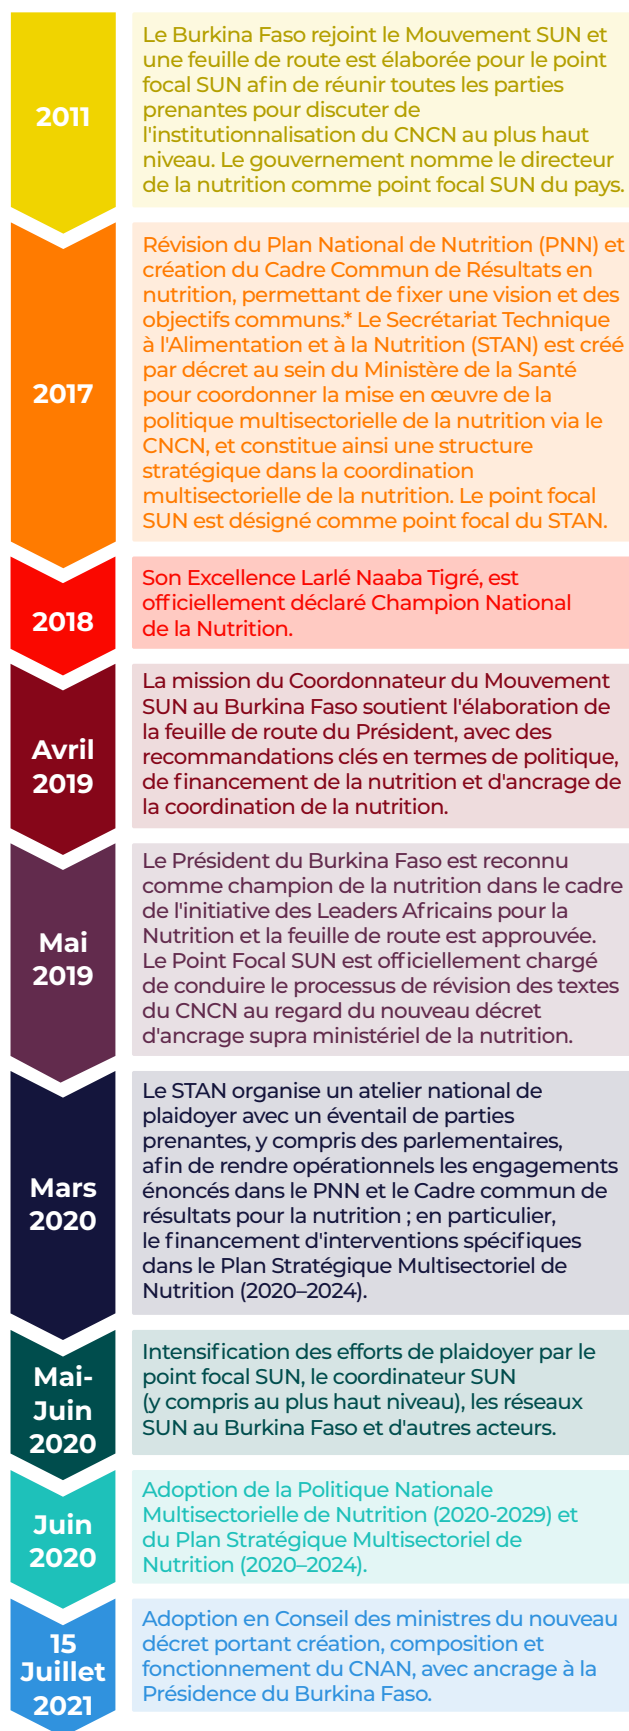 2011
Le Burkina Faso rejoint le Mouvement SUN et
une feuille de route est élaborée pour le point
focal SUN afin de réunir toutes les parties
prenantes pour discuter de
l'institutionnalisation du CNCN au plus haut
niveau. Le gouvernement nomme le directeur
de la nutrition comme point focal SUN du pays.
2017
Révision du Plan National de Nutrition (PNN) et
création du Cadre Commun de Résultats en
nutrition, permettant de fixer une vision et des
objectifs communs.* Le Secrétariat Technique
à l'Alimentation et à la Nutrition (STAN) est créé
par décret au sein du Ministère de la Santé
pour coordonner la mise en œuvre de la
politique multisectorielle de la nutrition via le
CNCN, et constitue ainsi une structure
stratégique dans la coordination
multisectorielle de la nutrition. Le point focal
SUN est désigné comme point focal du STAN.
2018
Son Excellence Larlé Naaba Tigré, est
officiellement déclaré Champion National
de la Nutrition.
Avril
2019
La mission du Coordonnateur du Mouvement
SUN au Burkina Faso soutient l'élaboration de
la feuille de route du Président, avec des
recommandations clés en termes de politique,
de financement de la nutrition et d'ancrage de
la coordination de la nutrition.
Mai
2019
Le Président du Burkina Faso est reconnu
comme champion de la nutrition dans le cadre
de l'initiative des Leaders Africains pour la
Nutrition et la feuille de route est approuvée.
Le Point Focal SUN est officiellement chargé
de conduire le processus de révision des textes
du CNCN au regard du nouveau décret
d'ancrage supra ministériel de la nutrition.
Mars
2020
Le STAN organise un atelier national de
plaidoyer avec un éventail de parties
prenantes, y compris des parlementaires,
afin de rendre opérationnels les engagements
énoncés dans le PNN et le Cadre commun de
résultats pour la nutrition ; en particulier,
le financement d'interventions spécifiques
dans le Plan Stratégique Multisectoriel de
Nutrition (2020–2024).
Mai-
Juin
2020
Intensification des efforts de plaidoyer par le
point focal SUN, le coordinateur SUN
(y compris au plus haut niveau), les réseaux
SUN au Burkina Faso et d'autres acteurs.
Juin
2020
Adoption de la Politique Nationale
Multisectorielle de Nutrition (2020-2029) et
du Plan Stratégique Multisectoriel de
Nutrition (2020–2024).
15
Juillet
2021
Adoption en Conseil des ministres du nouveau
décret portant création, composition et
fonctionnement du CNAN, avec ancrage à la
Présidence du Burkina Faso.